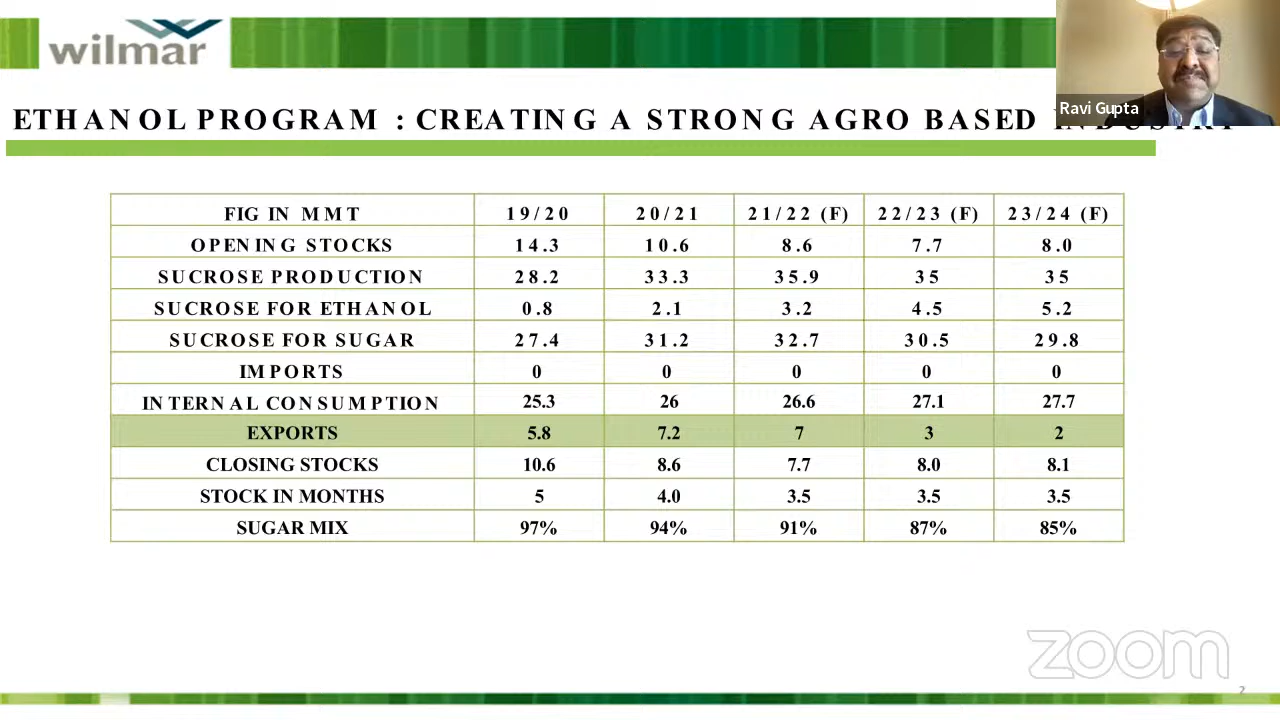 wilmar
Ravi Gupta
ETHANOL PROGRAM : CREATING A STRONG AGRO BASED INDUSTRY
FIG IN MMT 19/20 20/21 21/22 (F) 22/23 (F) 23/24 (F)
OPENING STOCKS 14.3 10.6 8.6 7.7 8.0
SUCROSE PRODUCTION 28.2 33.3 35.9 35 35
SUCROSE FOR ETHANOL 0.8 2.1 3.2 4.5 5.2
SUCROSE FOR SUGAR 27.4 31.2 32.7 30.5 29.8
IMPORTS 0 0 0 0 0
INTERNAL CONSUMPTION 25.3 26 26.6 27.1 27.7
EXPORTS 5.8 7.2 7 3 2
CLOSING STOCKS 10.6 8.6 7.7 8.0 8.1
STOCK IN MONTHS 5 4.0 3.5 3.5 3.5
SUGAR MIX 97% 94% 91% 87% 85%
zoom